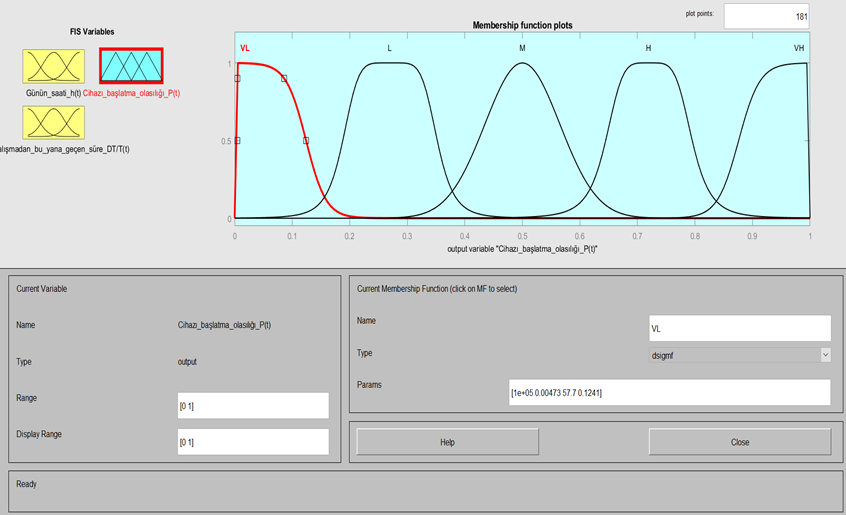 FIS Variables
Günün_saati_h(t)
Cihazı_başlatma_olasılığı_P(t)
alışmadan_bu_yana_geçen_süre_DT/T(t)
plot points:
181
Membership function plots
VL
L
M
H
VH
1
0.5
0
0
0.1
0.2
0.3
0.4
0.5
0.6
0.7
0.8
0.9
1
output variable "Cihazı_başlatma_olasılığı_P(t)"
Current Variable
Name
Cihazı_başlatma_olasılığı_P(t)
Type
output
Range
[0 1]
Display Range
[0 1]
Current Membership Function (click on MF to select)
Name
VL
Type
dsigmf
Params
[1e+05 0.00473 57.7 0.1241]
Help
Close
Ready